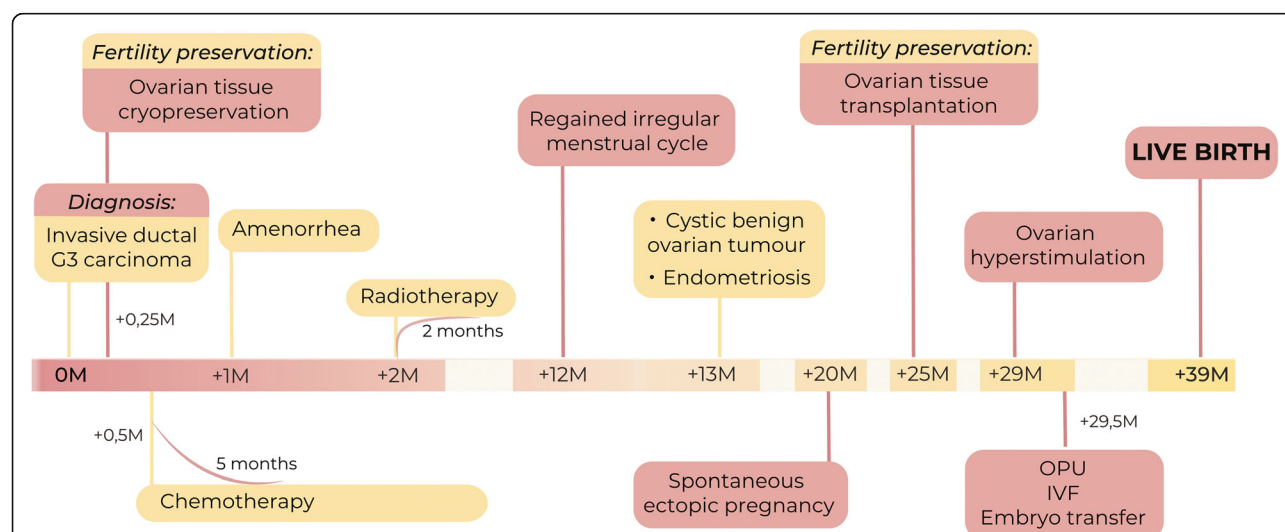 Fertility preservation:
Ovarian tissue
cryopreservation
Diagnosis:
Invasive ductal
G3 carcinoma
+0,25M
Amenorrhea
Radiotherapy
2 months
Regained irregular
menstrual cycle
• Cystic benign
ovarian tumour
• Endometriosis
Fertility preservation:
Ovarian tissue
transplantation
Ovarian
hyperstimulation
LIVE BIRTH
0M +1M +2M +12M +13M +20M +25M +29M +39M
+0,5M
5 months
Chemotherapy
Spontaneous
ectopic pregnancy
+29,5M
OPU
IVF
Embryo transfer